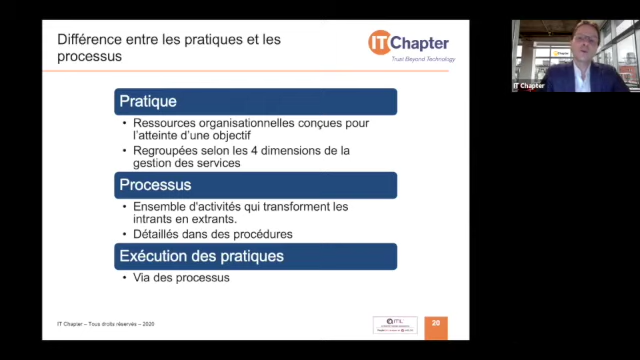 Différence entre les pratiques et les
processus
IT Chapter
Trust Beyond Technology
Pratique
• Ressources organisationnelles conçues pour
l'atteinte d'une objectif
• Regroupées selon les 4 dimensions de la
gestion des services
Processus
• Ensemble d'activités qui transforment les
intrants en extrants.
• Détaillés dans des procédures
Exécution des pratiques
• Via des processus
IT Chapter – Tous droits réservés – 2020
20
IT Chapter